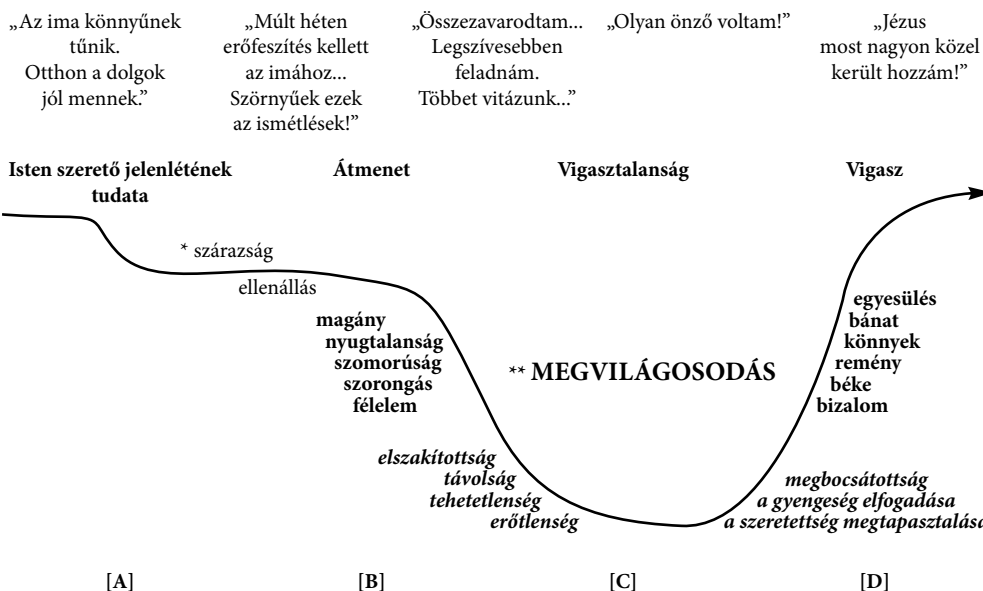 „Az ima könnyűnek
tűnik.
Otthon a dolgok
jól mennek.”
„Múlt héten
erőfeszítés kellett
az imához...
Szörnyűek ezek
az ismétlések!”
„Összezavarodtam...
Legszívesebben
feladnám.
Többet vitázunk...”
„Olyan önző voltam!”
„Jézus
most nagyon közel
került hozzám!”
Isten szerető jelenlétének
tudata
Átmenet
Vigasztalanság
Vigasz
* szárazság
ellenállás
magány
nyugtalanság
szomorúság
szorongás
félelem
** MEGVILÁGOSODÁS
egyesülés
bánat
könnyek
remény
béke
bizalom
elszakítottság
távolság
tehetetlenség
erőtlenség
megbocsátottság
a gyengeség elfogadása
a szeretettség megtapasztalása
[A]
[B]
[C]
[D]